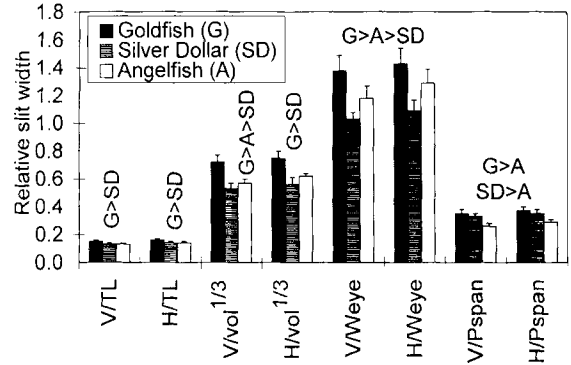 Relative slit width
1.8
1.6
1.4
1.2
1.0
0.8
0.6
0.4
0.2
0.0
Goldfish (G)
Silver Dollar (SD)
Angelfish (A)
G>SD
G>SD
G>A>SD
G>SD
G>A>SD
G>A
SD>A
V/TL
H/TL
V/vol1/3
H/vol1/3
V/Weye
H/Weye
V/Pspan
H/Pspan